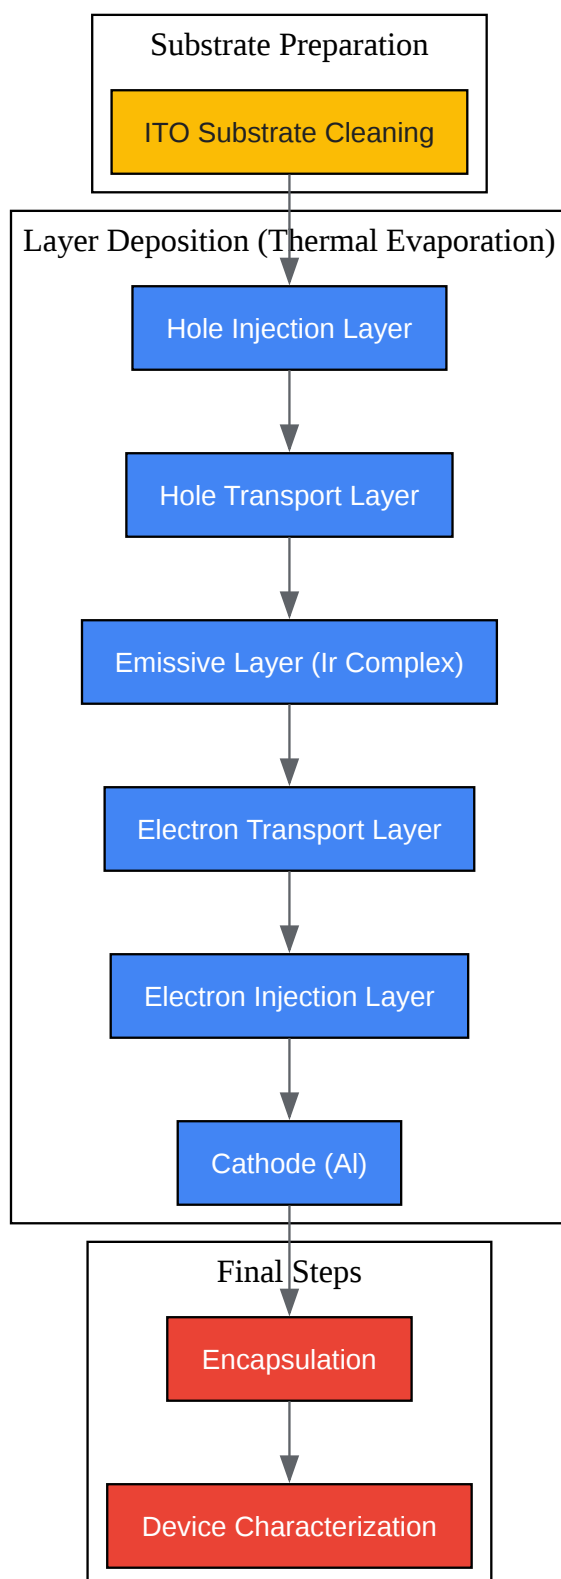 Substrate Preparation
ITO Substrate Cleaning
Layer Deposition (Thermal Evaporation)
Hole Injection Layer
Hole Transport Layer
Emissive Layer (Ir Complex)
Electron Transport Layer
Electron Injection Layer
Cathode (Al)
Final Steps
Encapsulation
Device Characterization